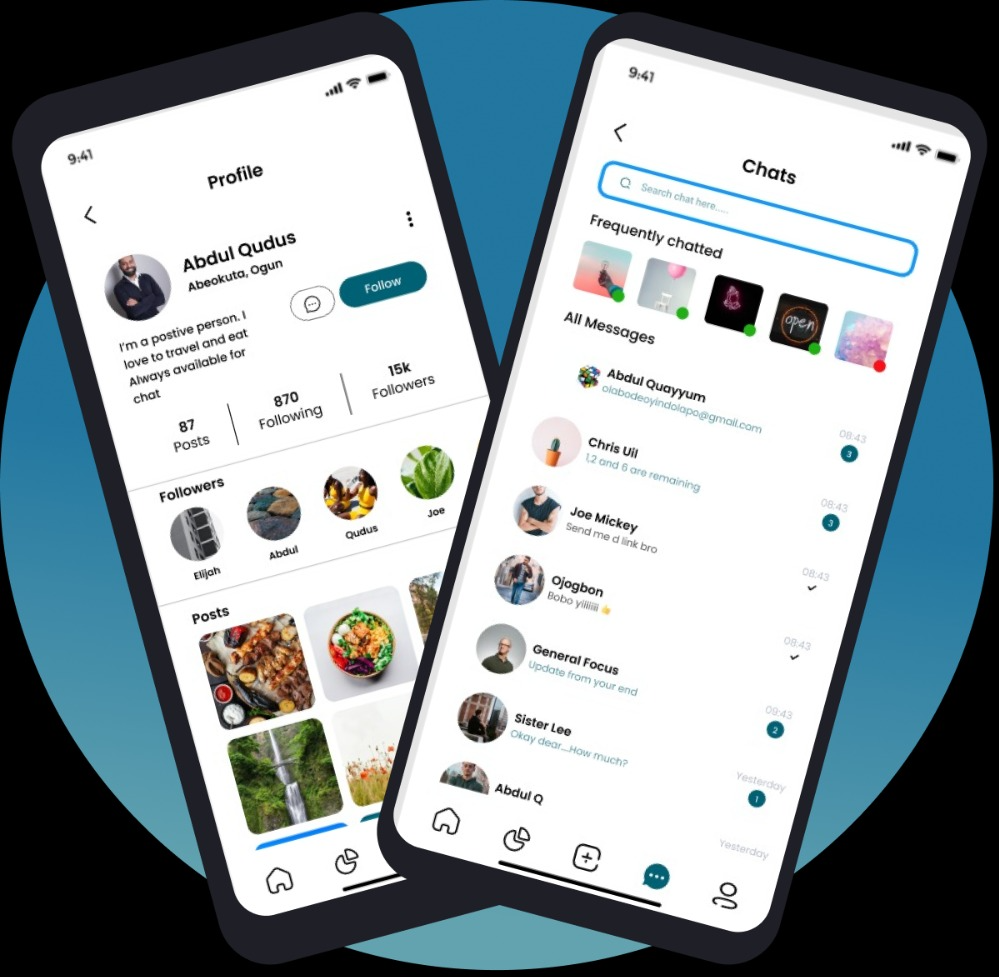 9:41
Profile
Abdul Qudus
Abeokuta, Ogun
Follow
I'm a postive person. I
love to travel and eat
Always available for
chat
87
Posts
870
Following
15k
Followers
Followers
Elijah
Abdul
Qudus
Joe
Posts
9:41
Chats
Search chat here.....
Frequently chatted
open
All Messages
Abdul Quayyum
olabodeoyindolapo@gmail.com
08:43
3
Chris Uil
1,2 and 6 are remaining
08:43
3
Joe Mickey
Send me d link bro
08:43
Ojogbon
Bobo yiiiiii 👍
08:43
General Focus
Update from your end
09:43
2
Sister Lee
Okay dear....How much?
Yesterday
1
Abdul Q
Yesterday